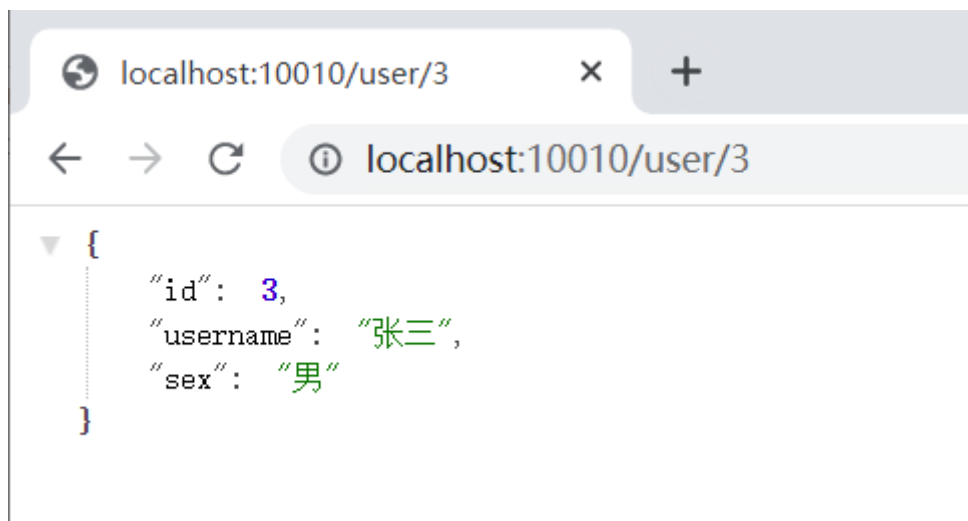 localhost:10010/user/3
localhost:10010/user/3
{
"id": 3,
"username": "张三",
"sex": "男"
}